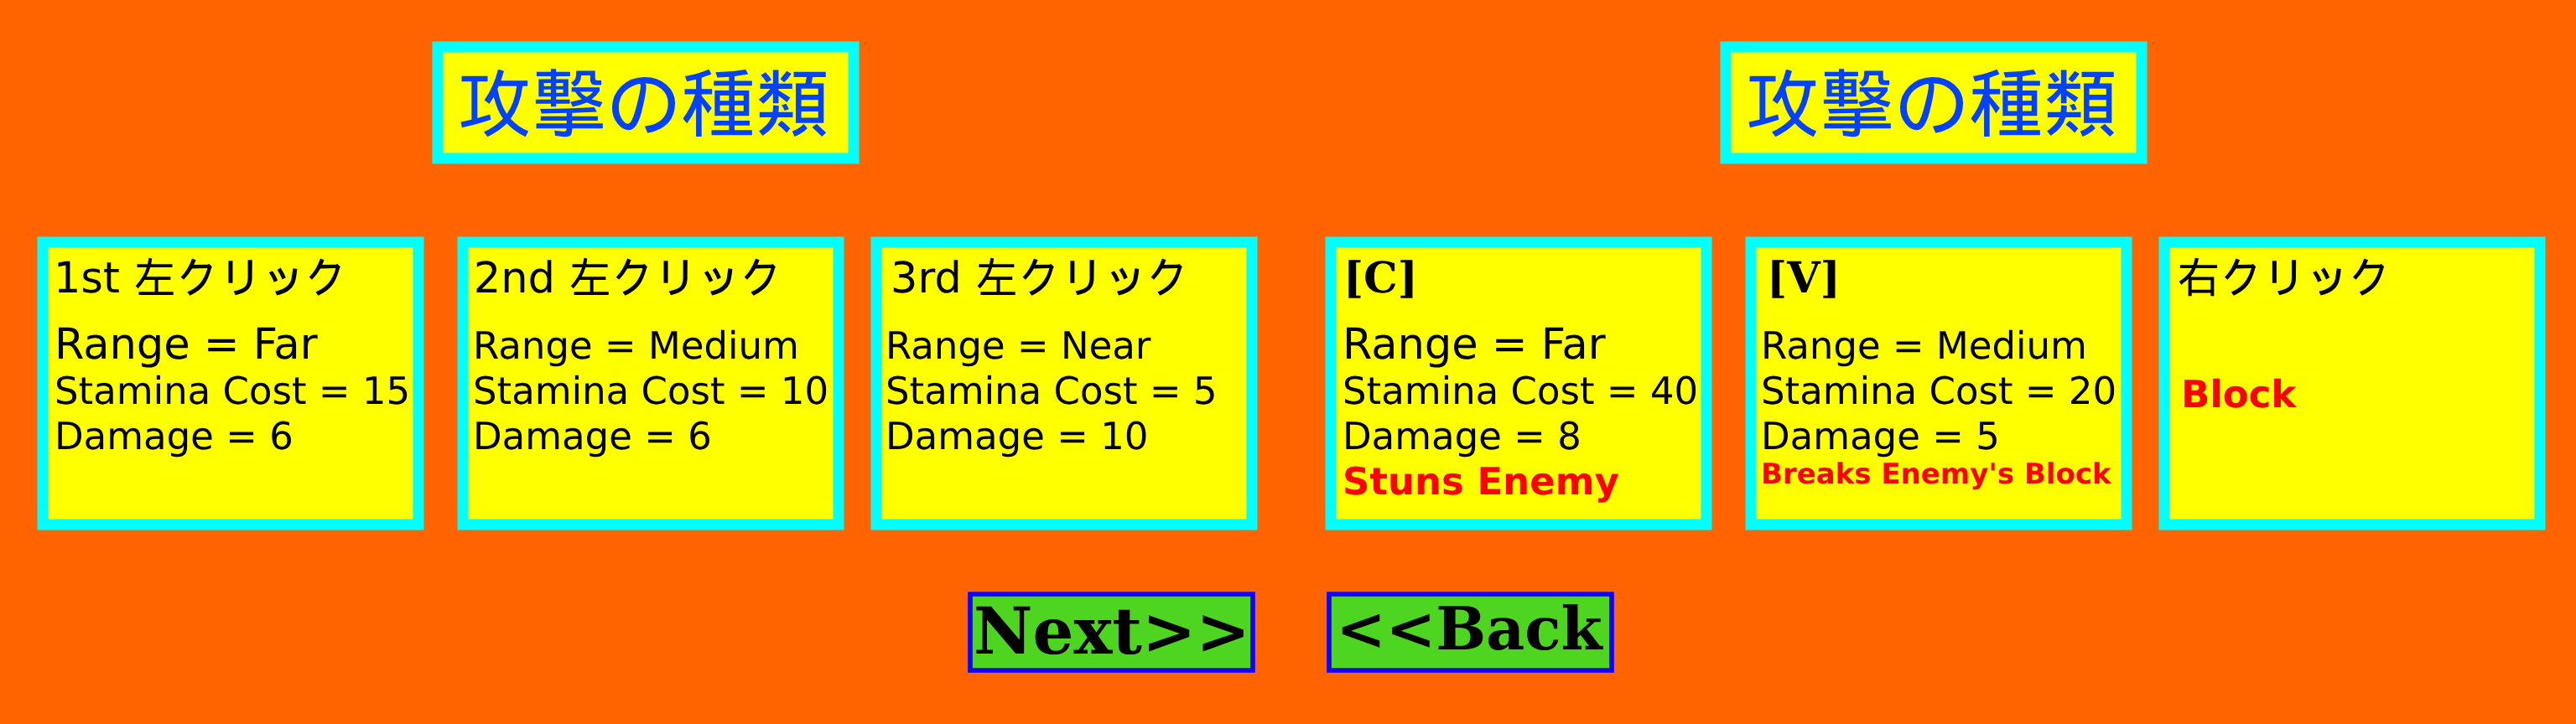 攻撃の種類
1st 左クリック
Range = Far
Stamina Cost = 15
Damage = 6
2nd 左クリック
Range = Medium
Stamina Cost = 10
Damage = 6
3rd 左クリック
Range = Near
Stamina Cost = 5
Damage = 10
Next>>
攻撃の種類
[C]
Range = Far
Stamina Cost = 40
Damage = 8
Stuns Enemy
[V]
Range = Medium
Stamina Cost = 20
Damage = 5
Breaks Enemy's Block
右クリック
Block
<<Back